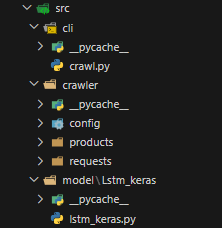 src
cli
__pycache__
crawl.py
crawler
__pycache__
config
products
requests
model\Lstm_keras
__pycache__
lstm_keras.py